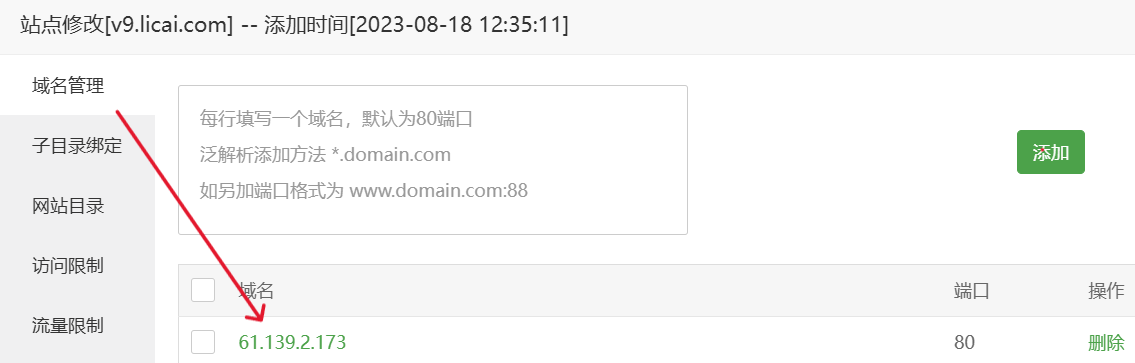 站点修改[v9.licai.com] -- 添加时间[2023-08-18 12:35:11]
域名管理
子目录绑定
网站目录
访问限制
流量限制
每行填写一个域名，默认为80端口
泛解析添加方法 *.domain.com
如另加端口格式为 www.domain.com:88
添加
域名 端口 操作
61.139.2.173 80 删除